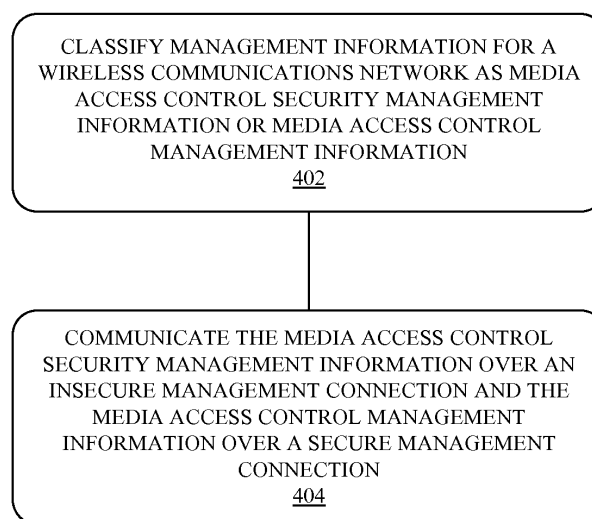 CLASSIFY MANAGEMENT INFORMATION FOR A
WIRELESS COMMUNICATIONS NETWORK AS MEDIA
ACCESS CONTROL SECURITY MANAGEMENT
INFORMATION OR MEDIA ACCESS CONTROL
MANAGEMENT INFORMATION
402
COMMUNICATE THE MEDIA ACCESS CONTROL
SECURITY MANAGEMENT INFORMATION OVER AN
INSECURE MANAGEMENT CONNECTION AND THE
MEDIA ACCESS CONTROL MANAGEMENT
INFORMATION OVER A SECURE MANAGEMENT
CONNECTION
404